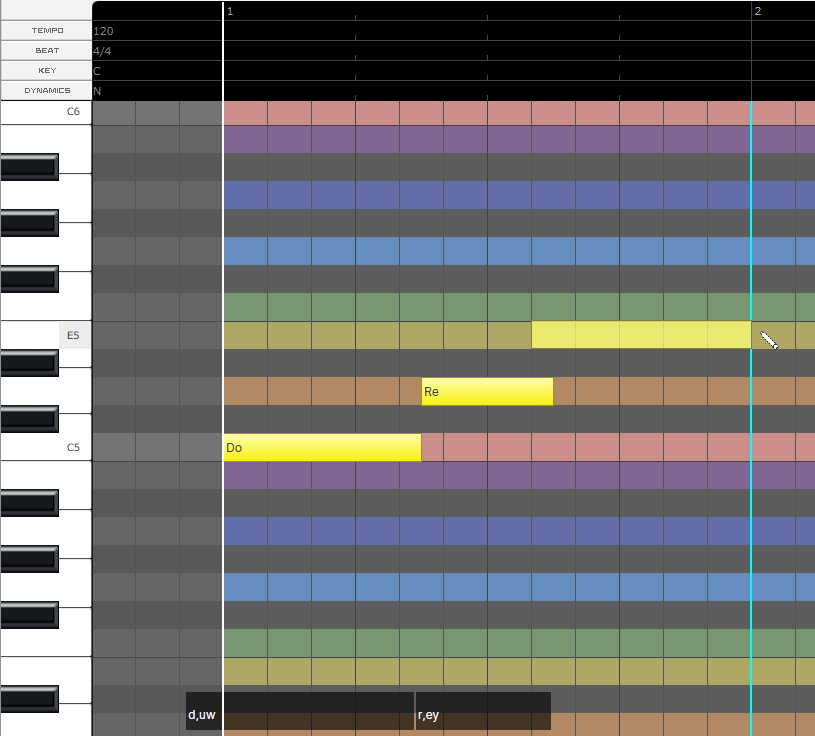 1 2
TEMPO 120
BEAT 4/4
KEY C
DYNAMICS N
C6
E5
Re
C5 Do
d,uw r,ey